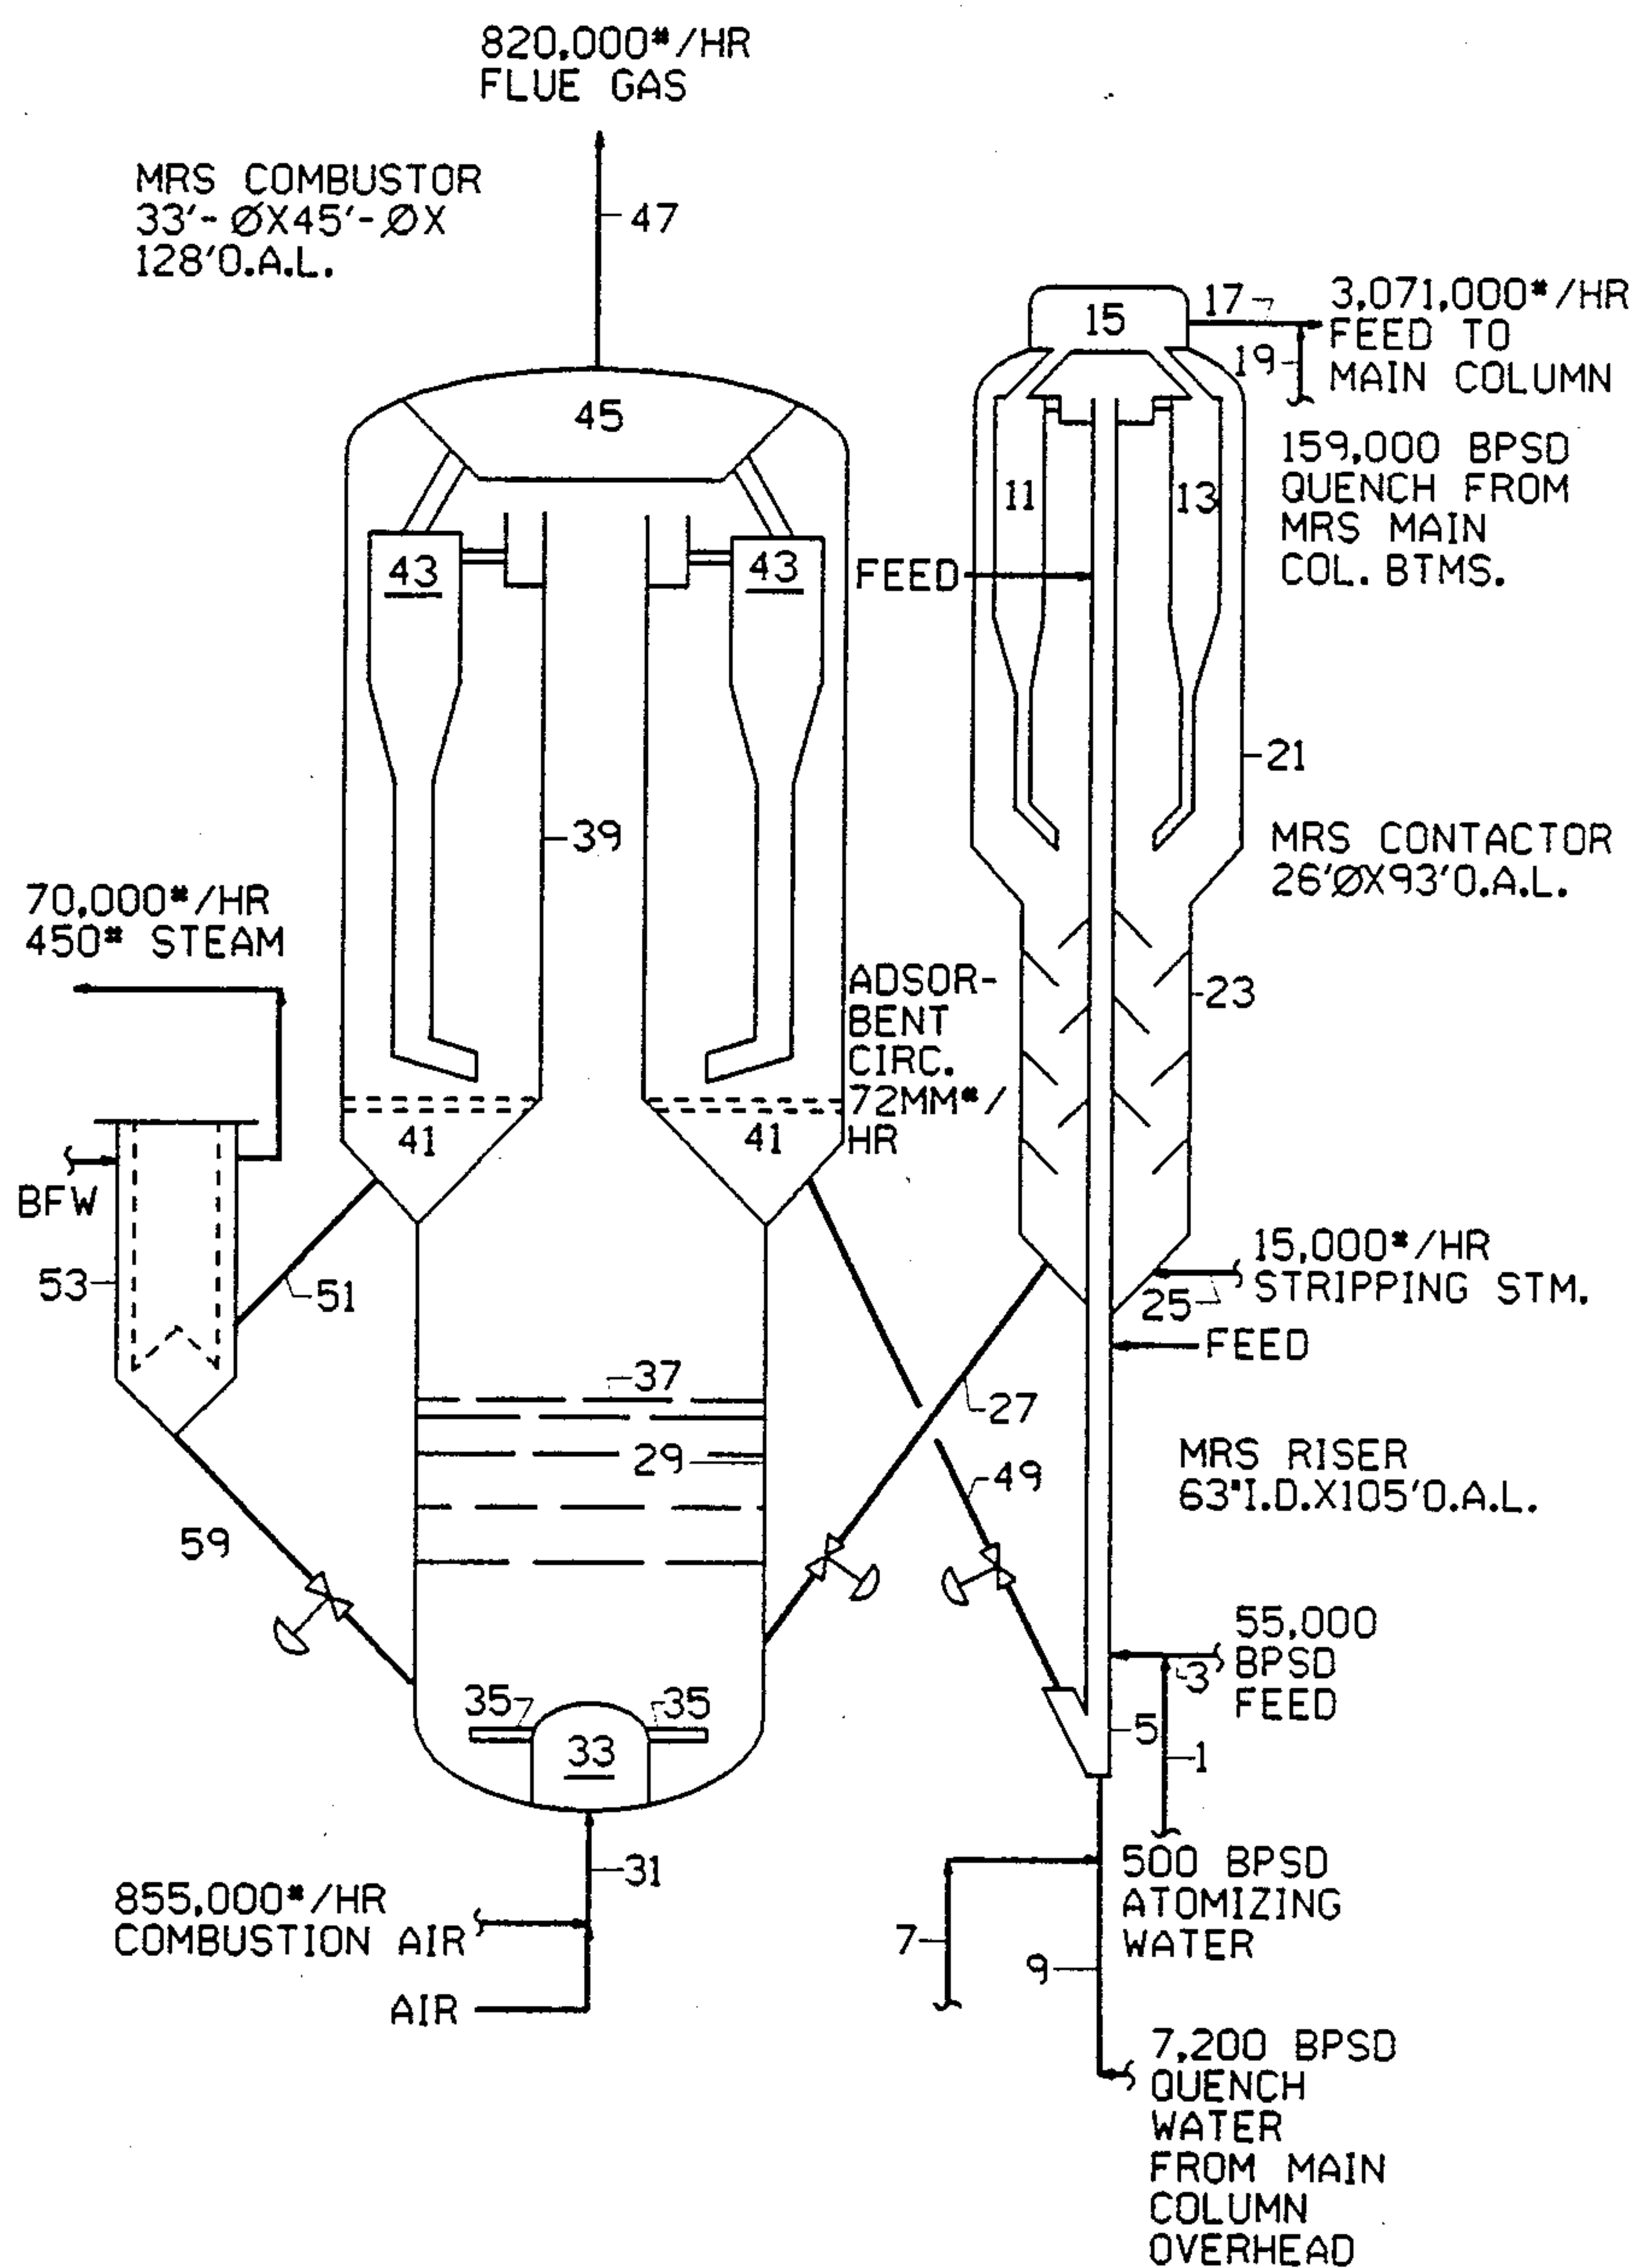 820,000#/HR
FLUE GAS
MRS COMBUSTOR
33'-ØX45'-ØX
128'O.A.L.
47
17
3,071,000#/HR
FEED TO
MAIN COLUMN
15
19
45
159,000 BPSD
QUENCH FROM
MRS MAIN
COL. BTMS.
11
13
43
43
FEED
21
39
MRS CONTACTOR
26'ØX93'O.A.L.
70,000#/HR
450# STEAM
ADSOR-
BENT
CIRC.
72MM#/
HR
23
41
41
BFW
53
51
15,000#/HR
STRIPPING STM.
25
FEED
37
27
29
49
MRS RISER
63"I.D.X105'O.A.L.
59
55,000
BPSD
FEED
3
35
35
5
33
1
31
500 BPSD
ATOMIZING
WATER
855,000#/HR
COMBUSTION AIR
7
9
AIR
7,200 BPSD
QUENCH
WATER
FROM MAIN
COLUMN
OVERHEAD